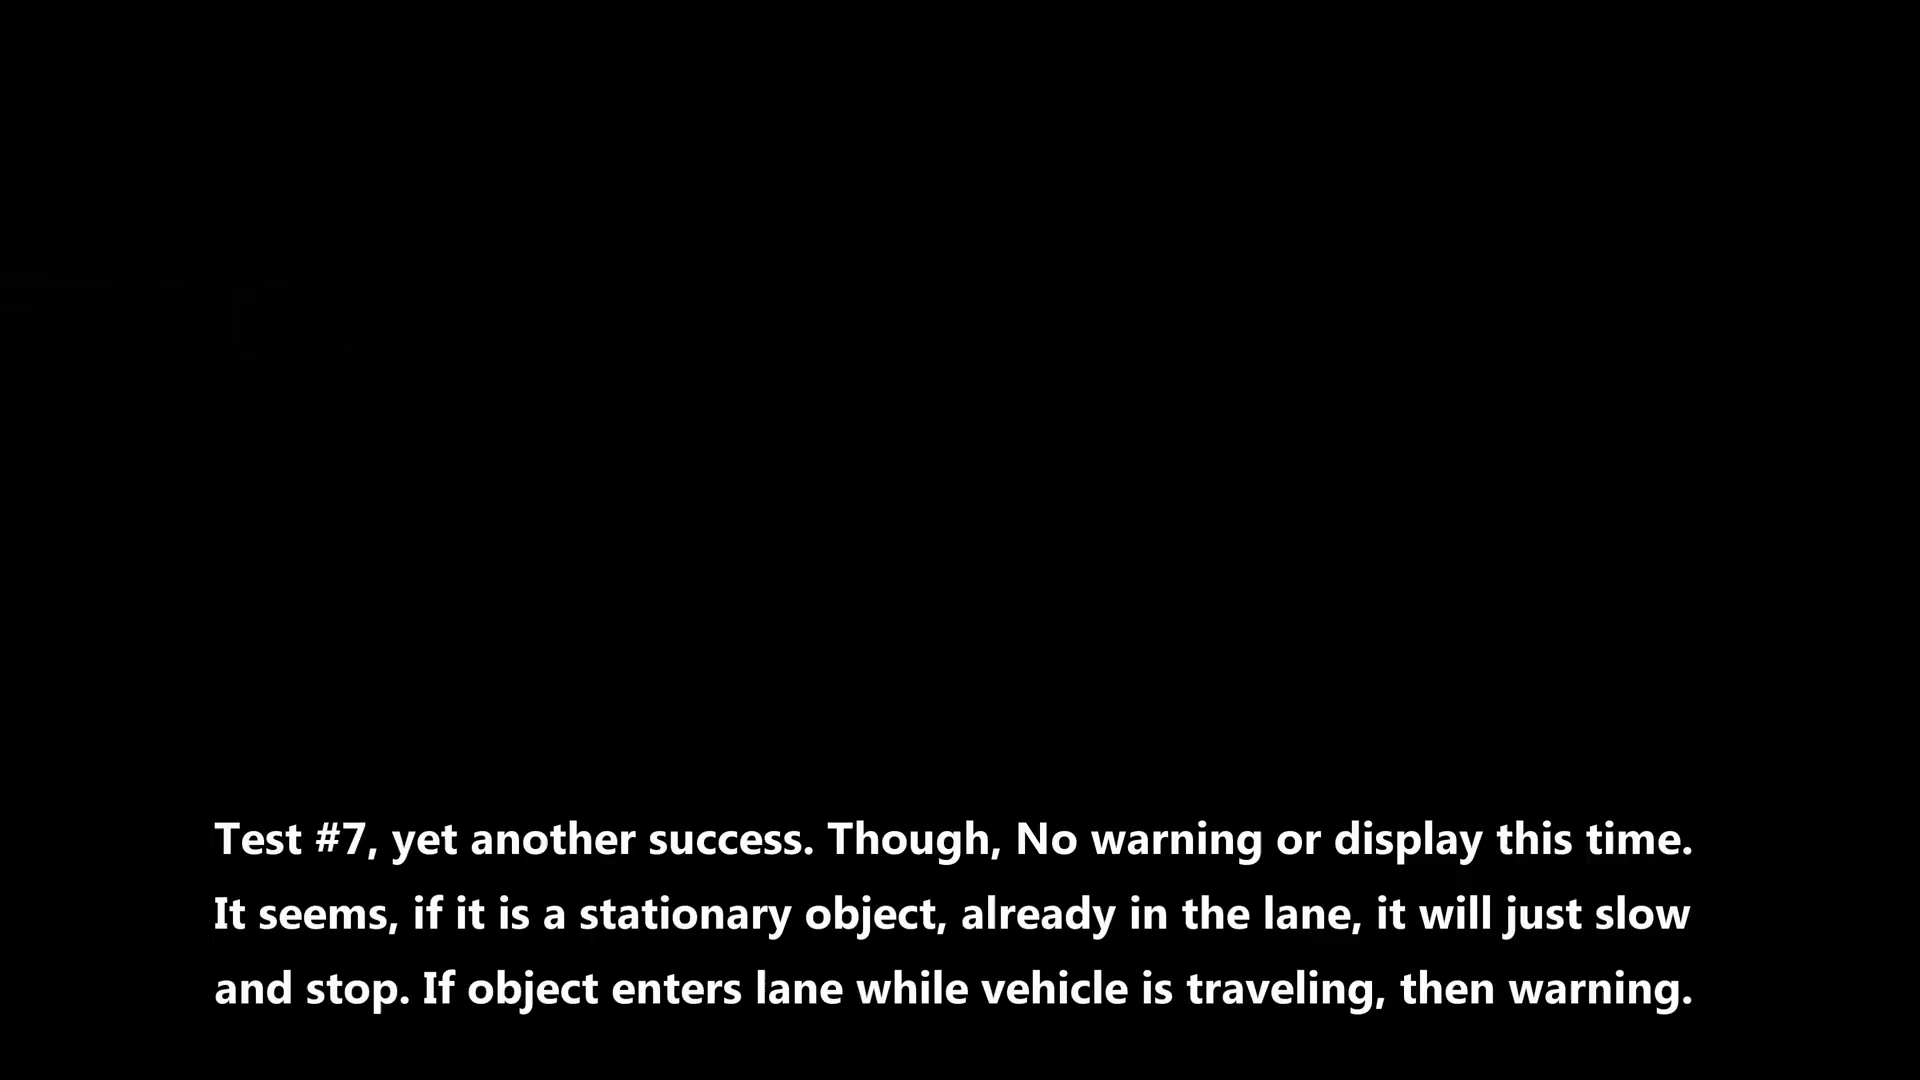 Test #7, yet another success. Though, No warning or display this time.
It seems, if it is a stationary object, already in the lane, it will just slow
and stop. If object enters lane while vehicle is traveling, then warning.